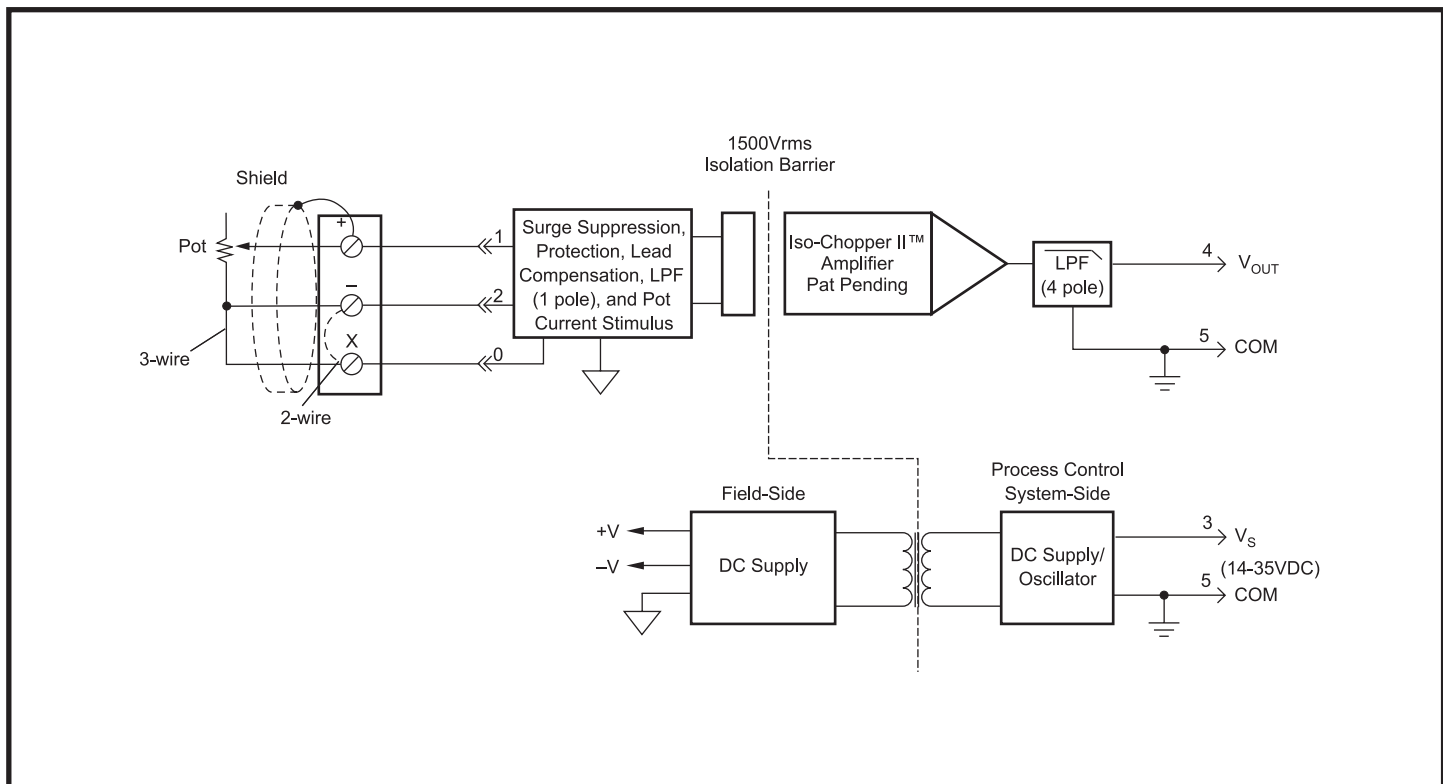 1500Vrms
Isolation Barrier
Shield
+
Pot
1
–
2
X
0
3-wire
2-wire
Surge Suppression,
Protection, Lead
Compensation, LPF
(1 pole), and Pot
Current Stimulus
Iso-Chopper II™
Amplifier
Pat Pending
LPF
(4 pole)
4
VOUT
5
COM
Field-Side
+V
–V
DC Supply
Process Control
System-Side
DC Supply/
Oscillator
3
VS
(14-35VDC)
5
COM